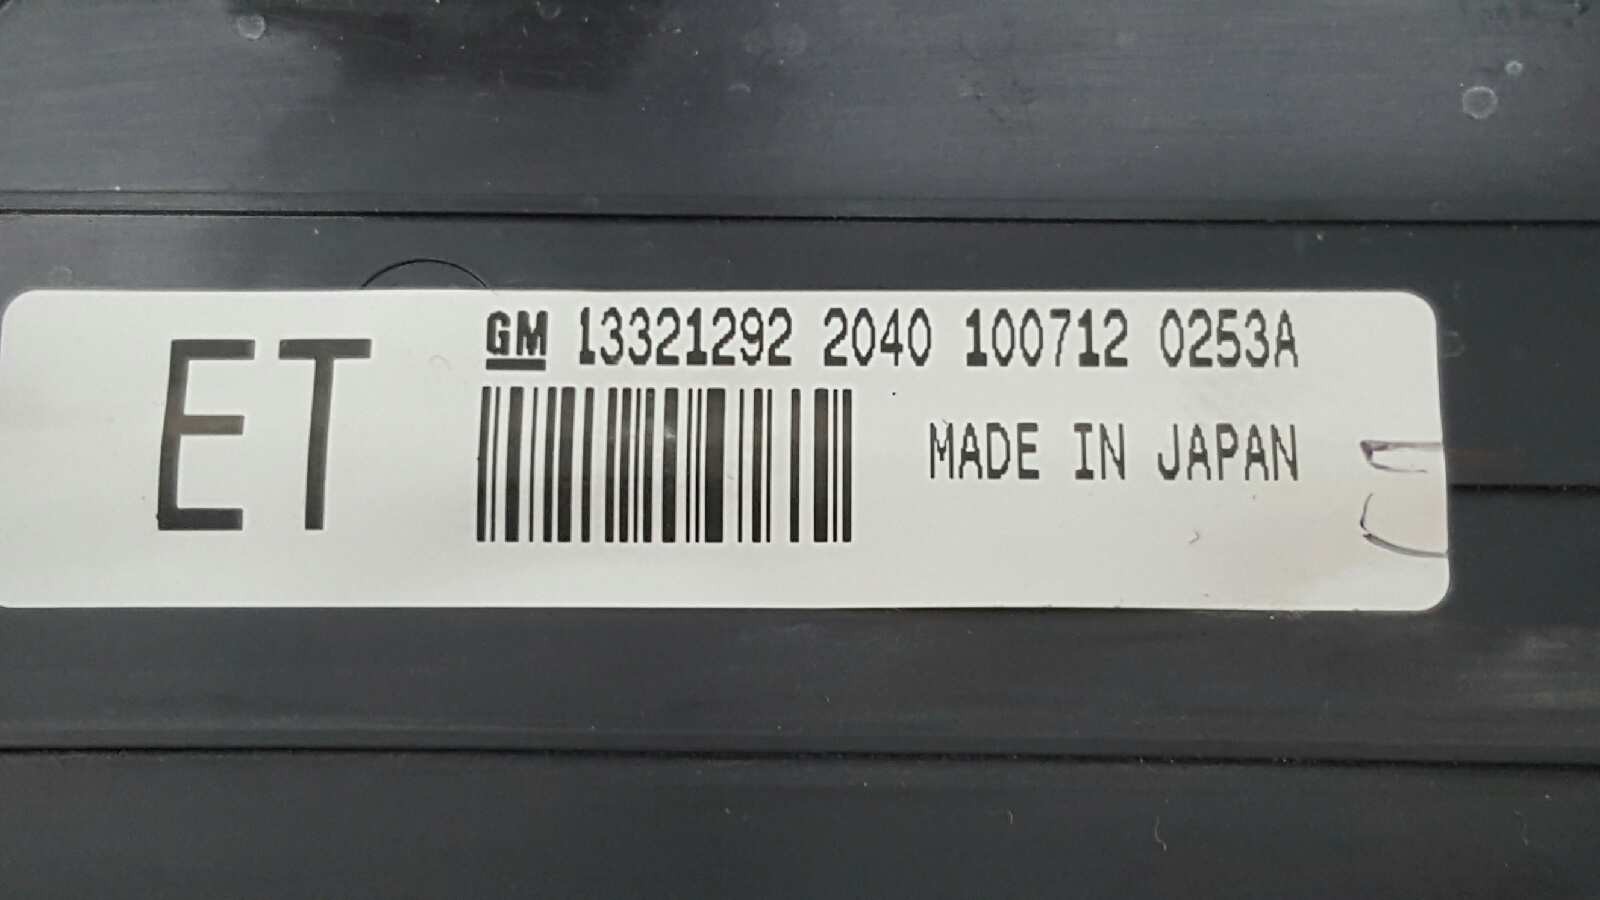 ET
GM 13321292 2040 100712 0253A
MADE IN JAPAN